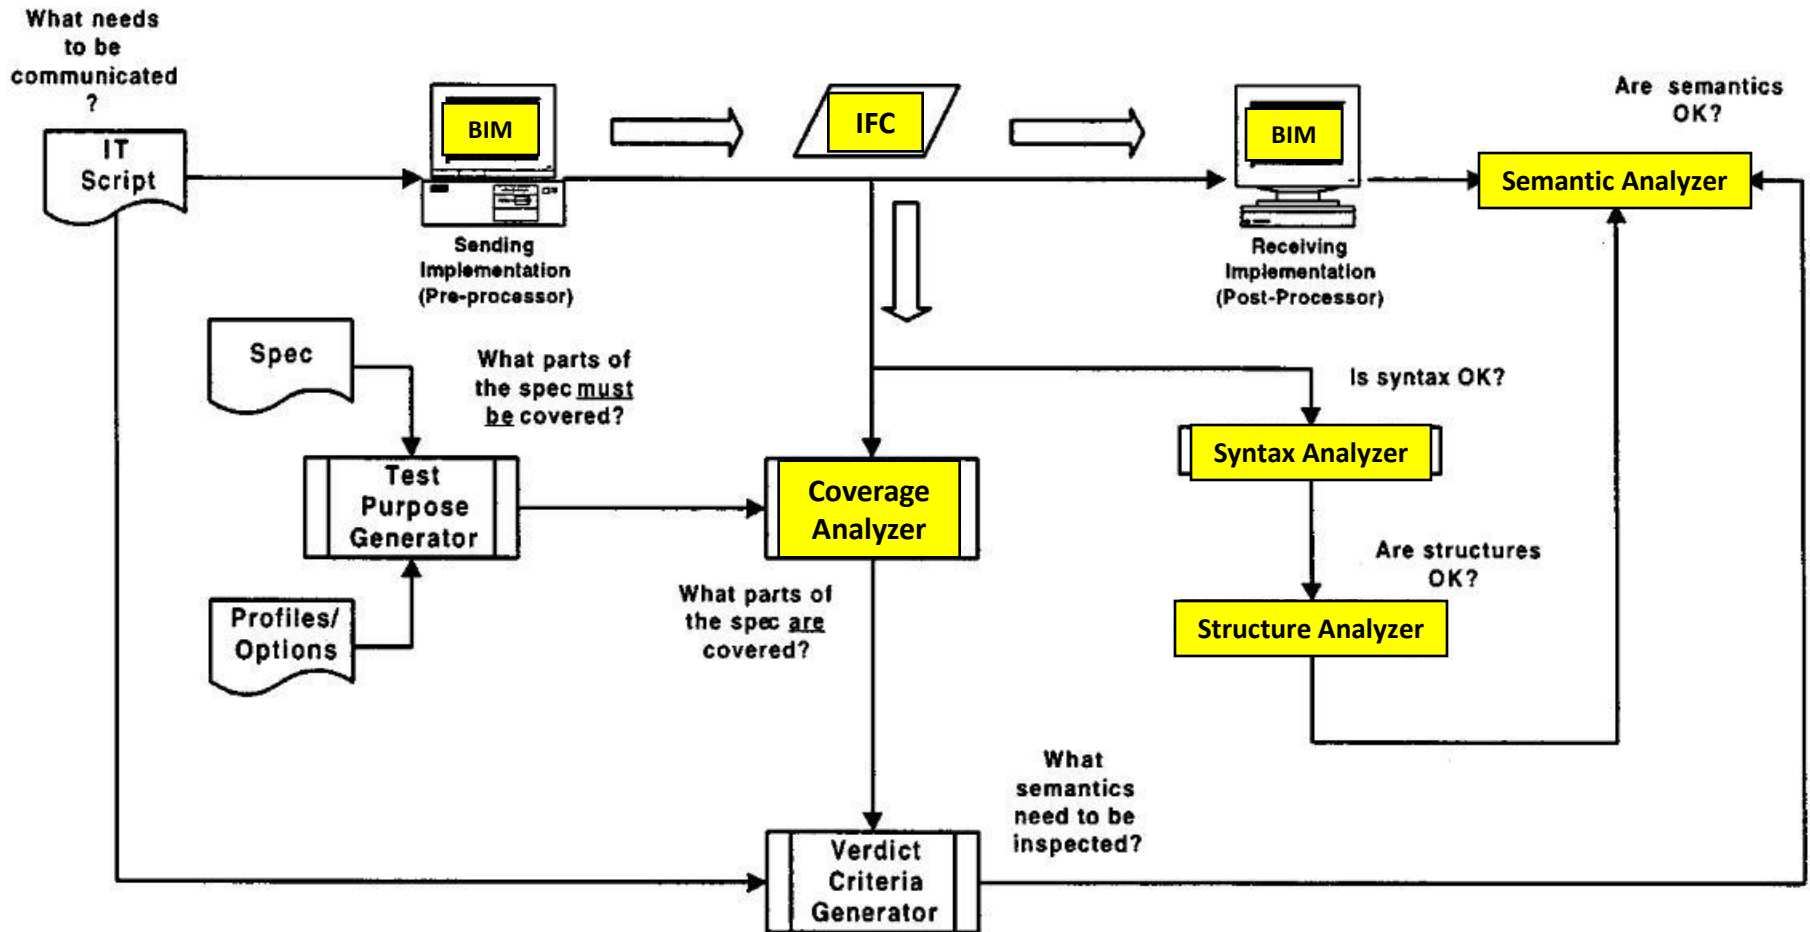 What needs
to be
communicated
?
IT
Script
BIM
Sending
Implementation
(Pre-processor)
IFC
BIM
Receiving
Implementation
(Post-Processor)
Are semantics
OK?
Semantic Analyzer
Spec
What parts of
the spec must
be covered?
Is syntax OK?
Syntax Analyzer
Test
Purpose
Generator
Coverage
Analyzer
Are structures
OK?
Structure Analyzer
Profiles/
Options
What parts of
the spec are
covered?
What
semantics
need to be
inspected?
Verdict
Criteria
Generator